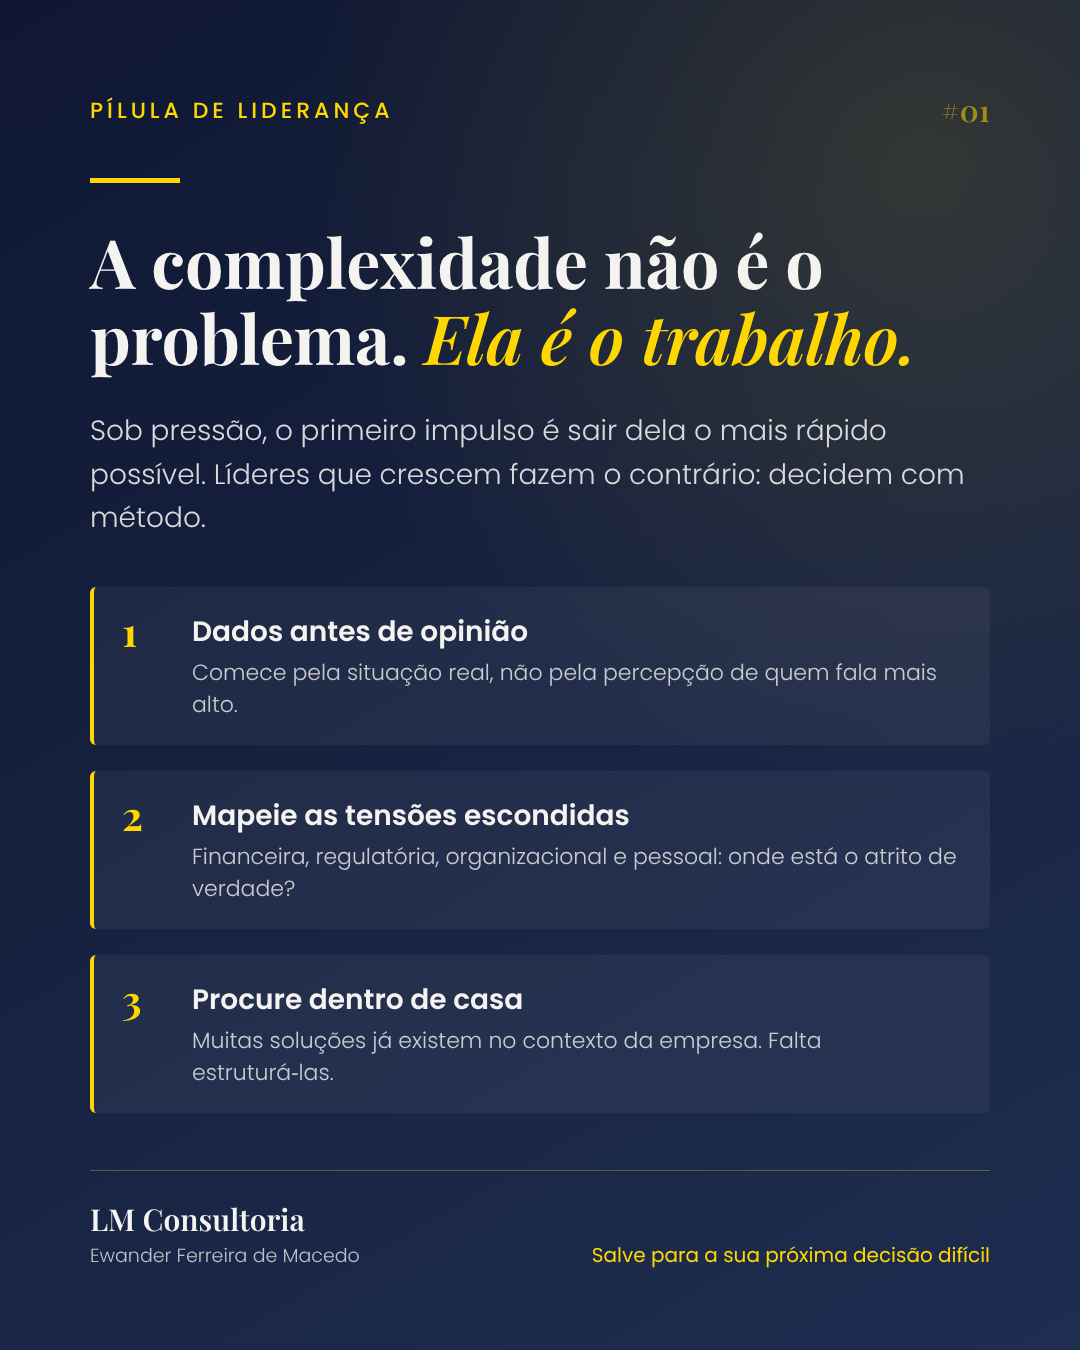 PÍLULA DE LIDERANÇA
#01
A complexidade não é o
problema. Ela é o trabalho.
Sob pressão, o primeiro impulso é sair dela o mais rápido
possível. Líderes que crescem fazem o contrário: decidem com
método.
1
Dados antes de opinião
Comece pela situação real, não pela percepção de quem fala mais
alto.
2
Mapeie as tensões escondidas
Financeira, regulatória, organizacional e pessoal: onde está o atrito de
verdade?
3
Procure dentro de casa
Muitas soluções já existem no contexto da empresa. Falta
estruturá-las.
LM Consultoria
Ewander Ferreira de Macedo
Salve para a sua próxima decisão difícil